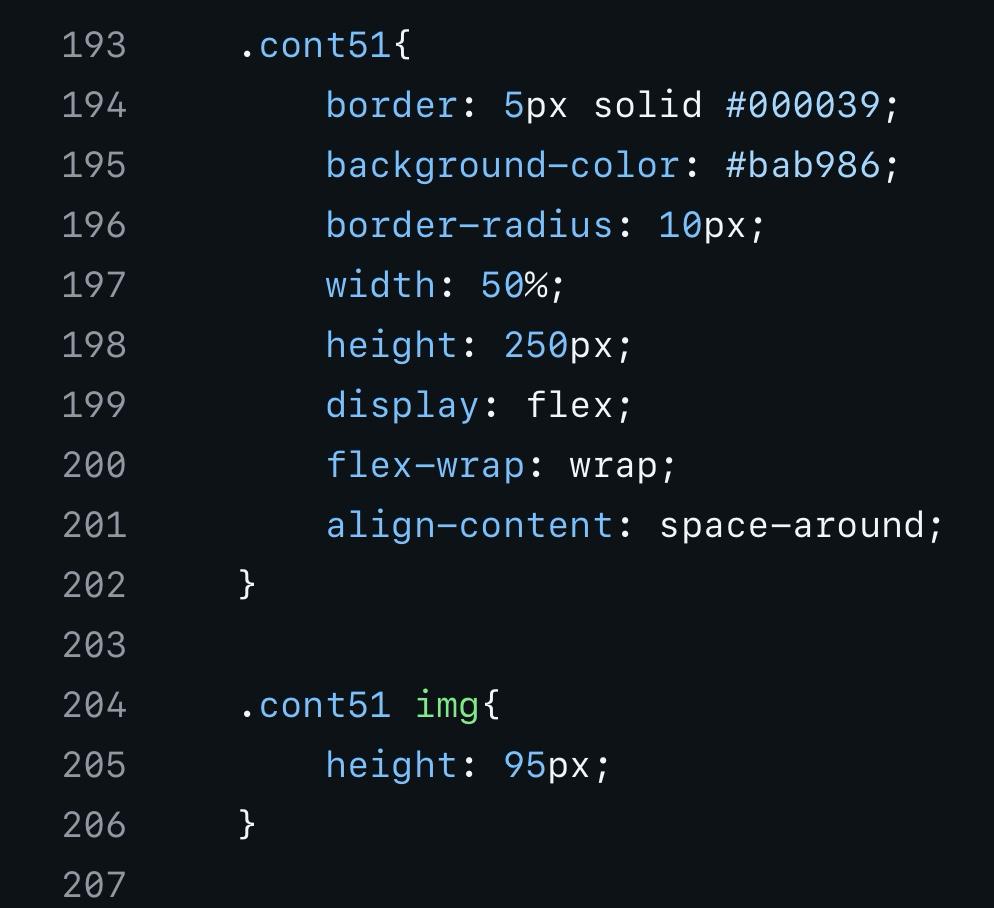 193 .cont51{
194 border: 5px solid #000039;
195 background-color: #bab986;
196 border-radius: 10px;
197 width: 50%;
198 height: 250px;
199 display: flex;
200 flex-wrap: wrap;
201 align-content: space-around;
202 }
203
204 .cont51 img{
205 height: 95px;
206 }
207